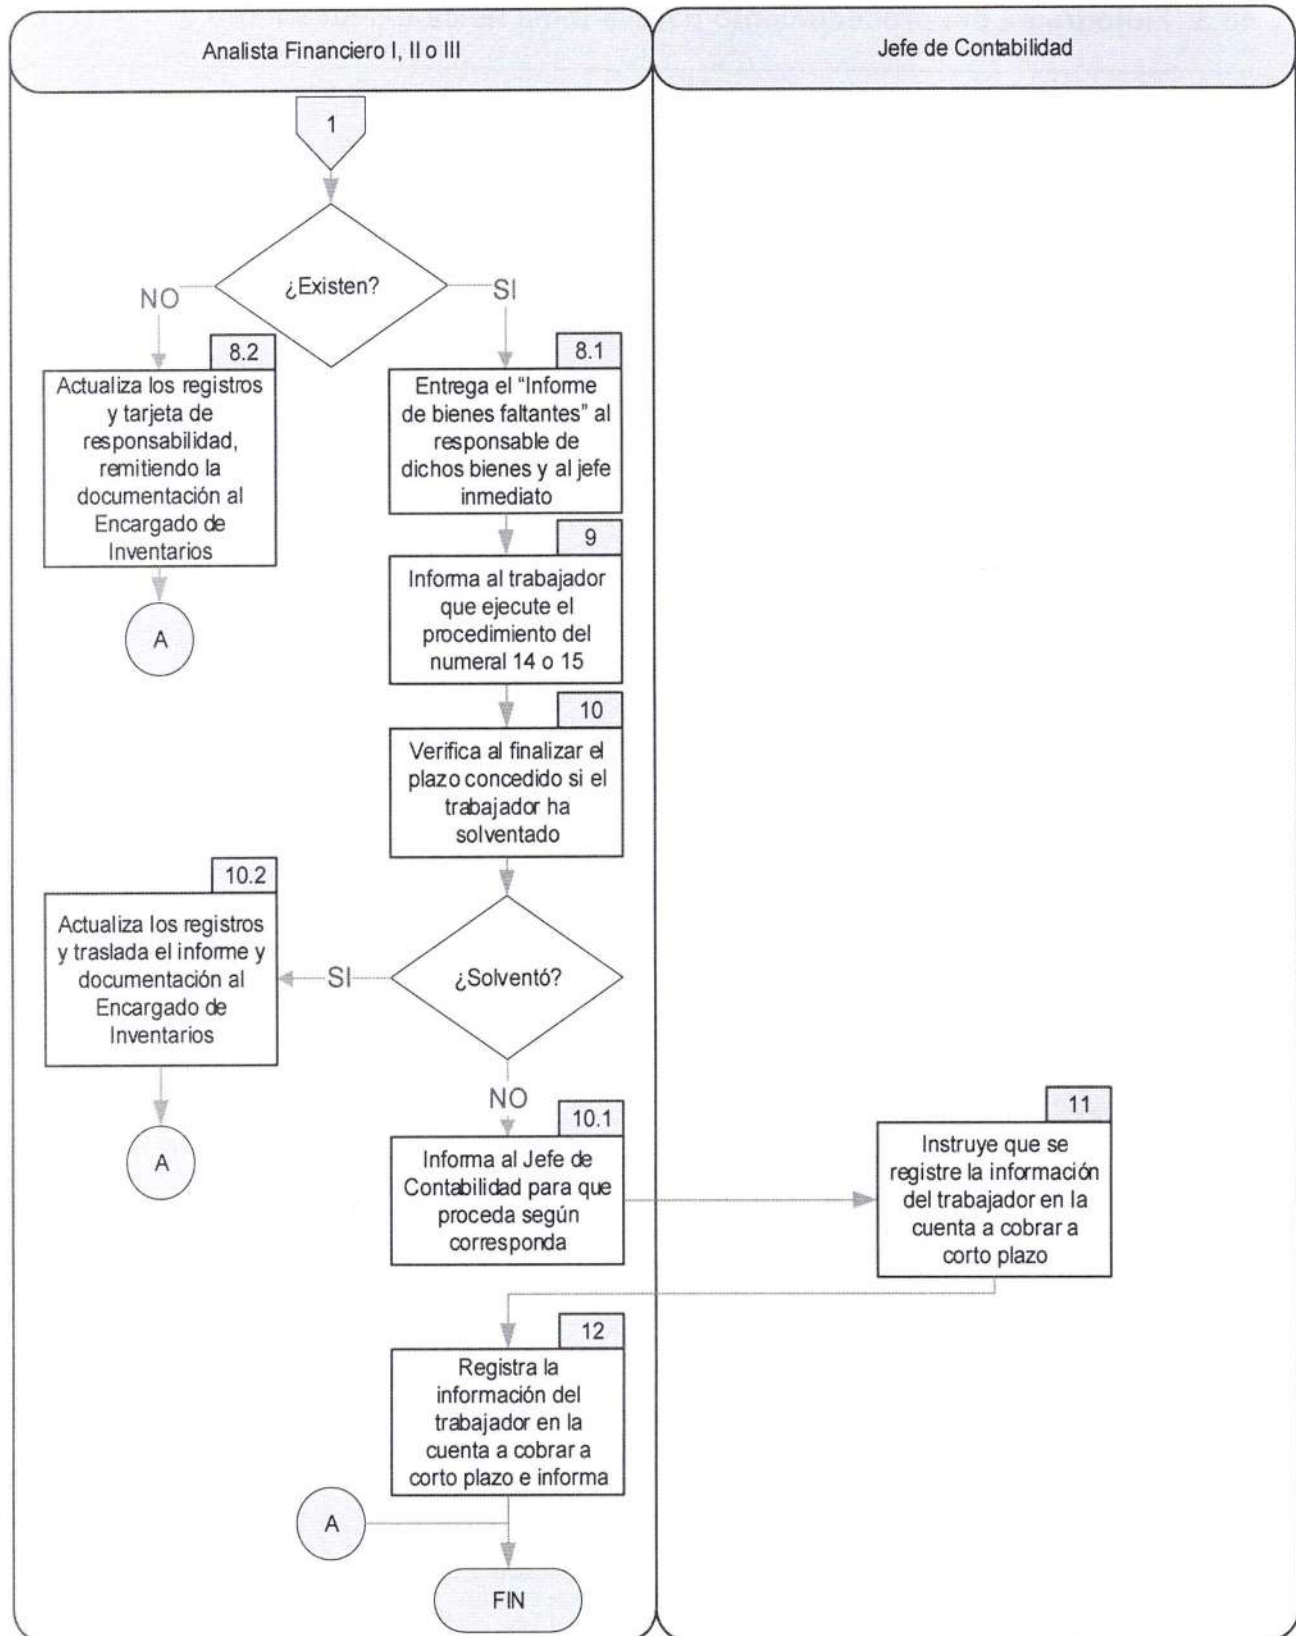 Analista Financiero I, II o III
Jefe de Contabilidad
1
¿Existen?
NO
SI
8.2
Actualiza los registros
y tarjeta de
responsabilidad,
remitiendo la
documentación al
Encargado de
Inventarios
A
8.1
Entrega el “Informe
de bienes faltantes” al
responsable de
dichos bienes y al jefe
inmediato
9
Informa al trabajador
que ejecute el
procedimiento del
numeral 14 o 15
10
Verifica al finalizar el
plazo concedido si el
trabajador ha
solventado
¿Solventó?
SI
10.2
Actualiza los registros
y traslada el informe y
documentación al
Encargado de
Inventarios
A
NO
10.1
Informa al Jefe de
Contabilidad para que
proceda según
corresponda
11
Instruye que se
registre la información
del trabajador en la
cuenta a cobrar a
corto plazo
12
Registra la
información del
trabajador en la
cuenta a cobrar a
corto plazo e informa
A
FIN